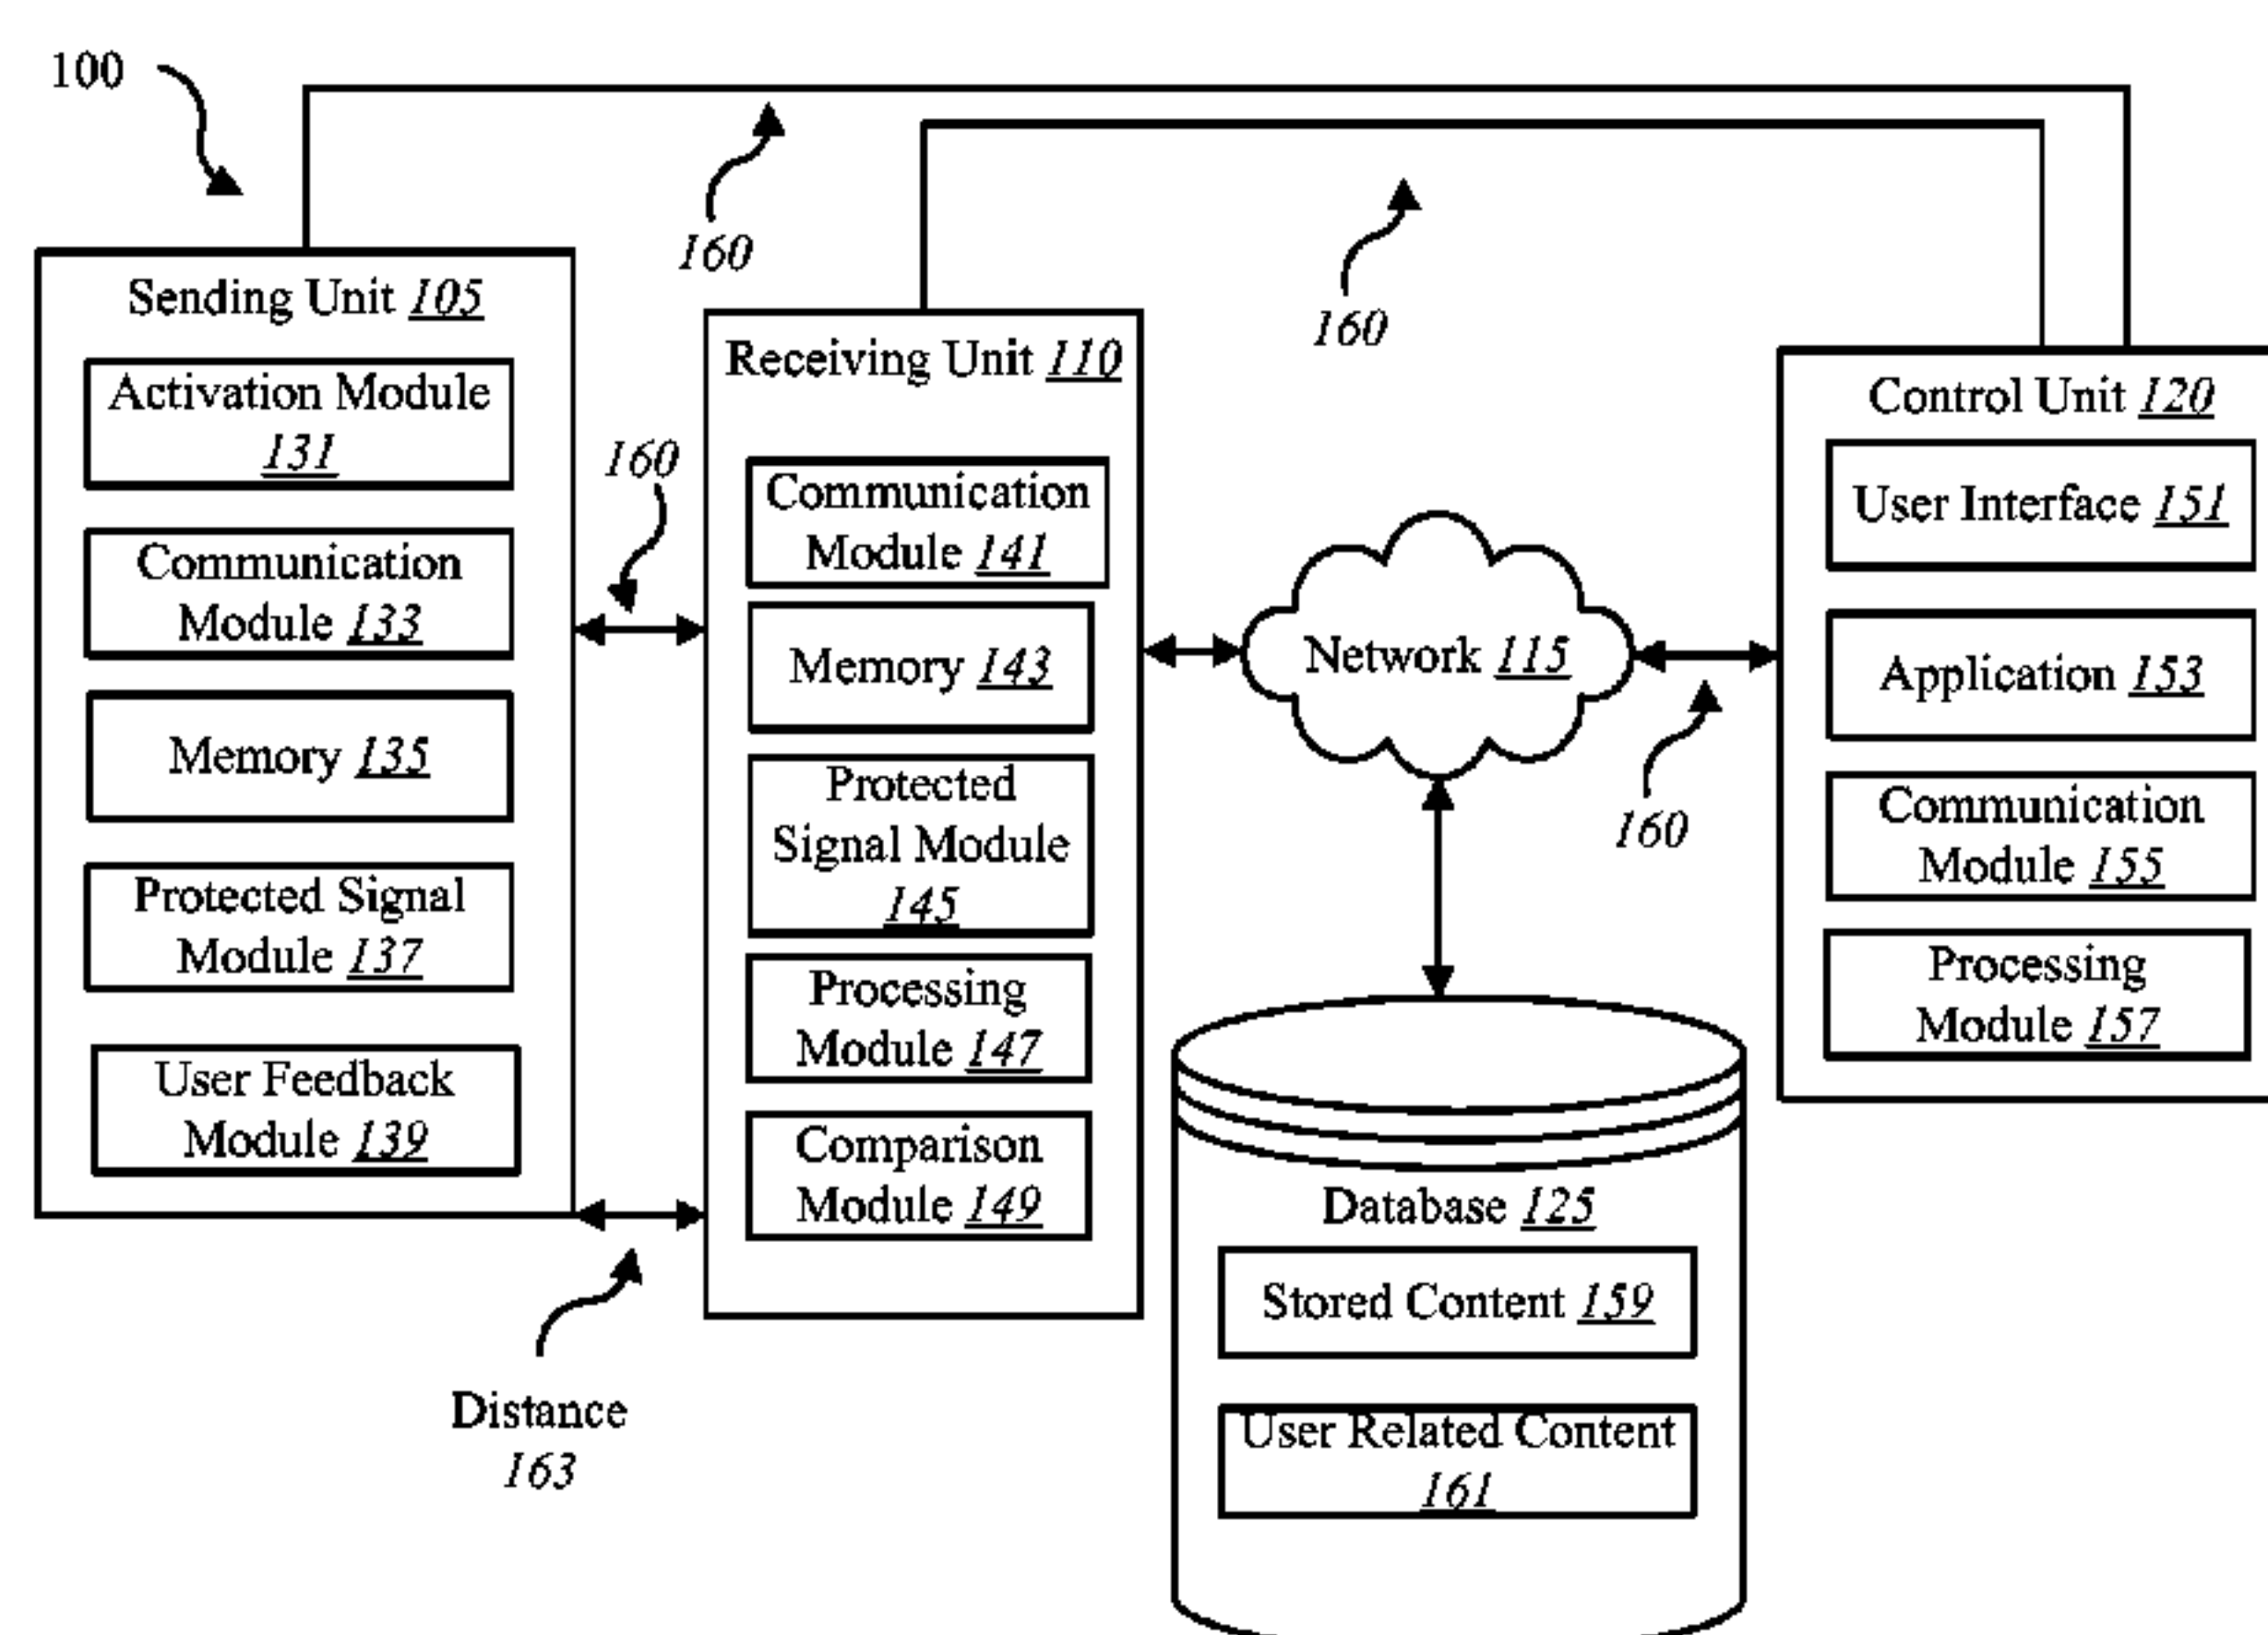 100
160
160
Sending Unit 105
Activation Module
131
Communication
Module 133
Memory 135
Protected Signal
Module 137
User Feedback
Module 139
160
Distance
163
Receiving Unit 110
Communication
Module 141
Memory 143
Protected
Signal Module
145
Processing
Module 147
Comparison
Module 149
Network 115
160
Control Unit 120
User Interface 151
Application 153
Communication
Module 155
Processing
Module 157
Database 125
Stored Content 159
User Related Content
161